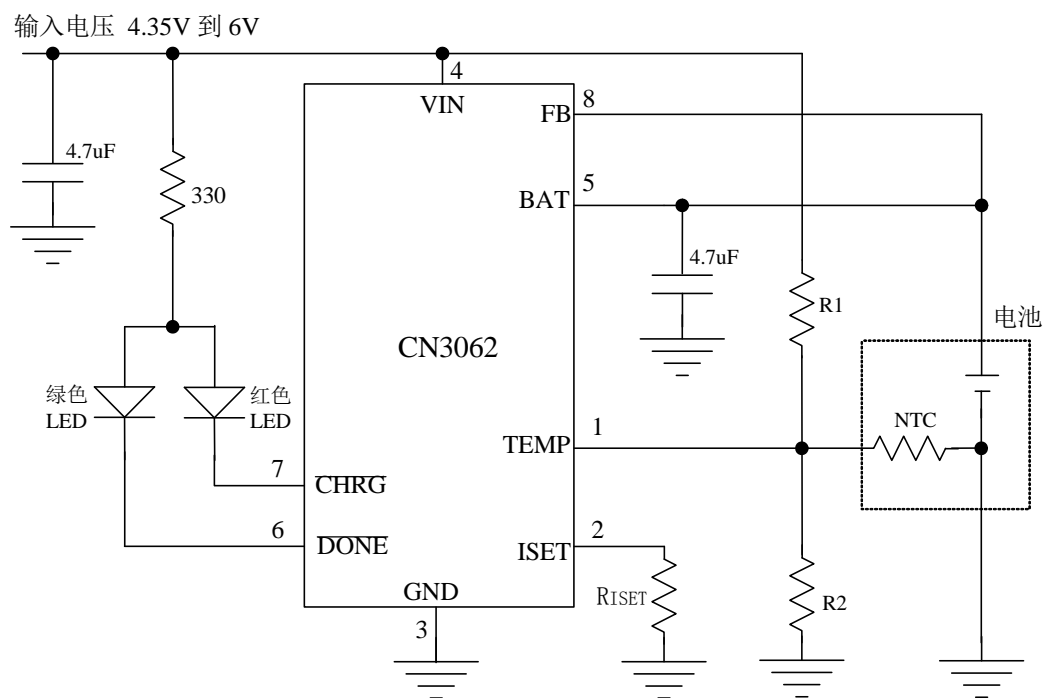 输入电压 4.35V 到 6V
4
VIN
8
FB
4.7uF
330
5
BAT
4.7uF
R1
CN3062
电池
绿色
LED
红色
LED
NTC
1
TEMP
7
CHRG
6
DONE
2
ISET
GND
RISET
R2
3